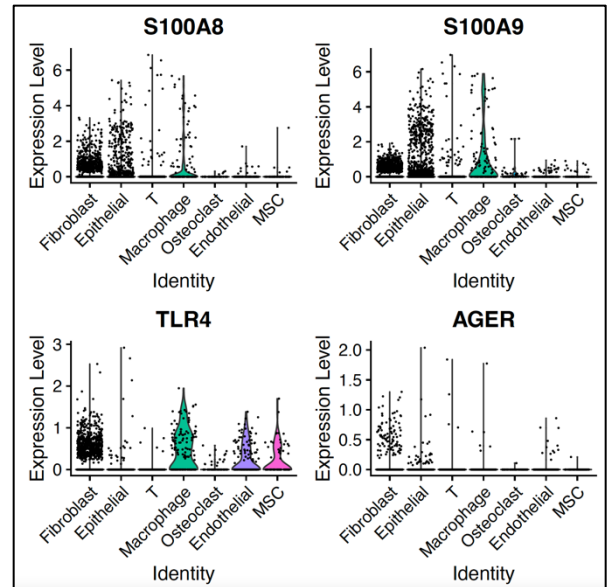 S100A8
Expression Level
6
4
2
0
Fibroblast
Epithelial
T
Macrophage
Osteoclast
Endothelial
MSC
Identity
S100A9
Expression Level
6
4
2
0
Fibroblast
Epithelial
T
Macrophage
Osteoclast
Endothelial
MSC
Identity
TLR4
Expression Level
3
2
1
0
Fibroblast
Epithelial
T
Macrophage
Osteoclast
Endothelial
MSC
Identity
AGER
Expression Level
2.0
1.5
1.0
0.5
0.0
Fibroblast
Epithelial
T
Macrophage
Osteoclast
Endothelial
MSC
Identity